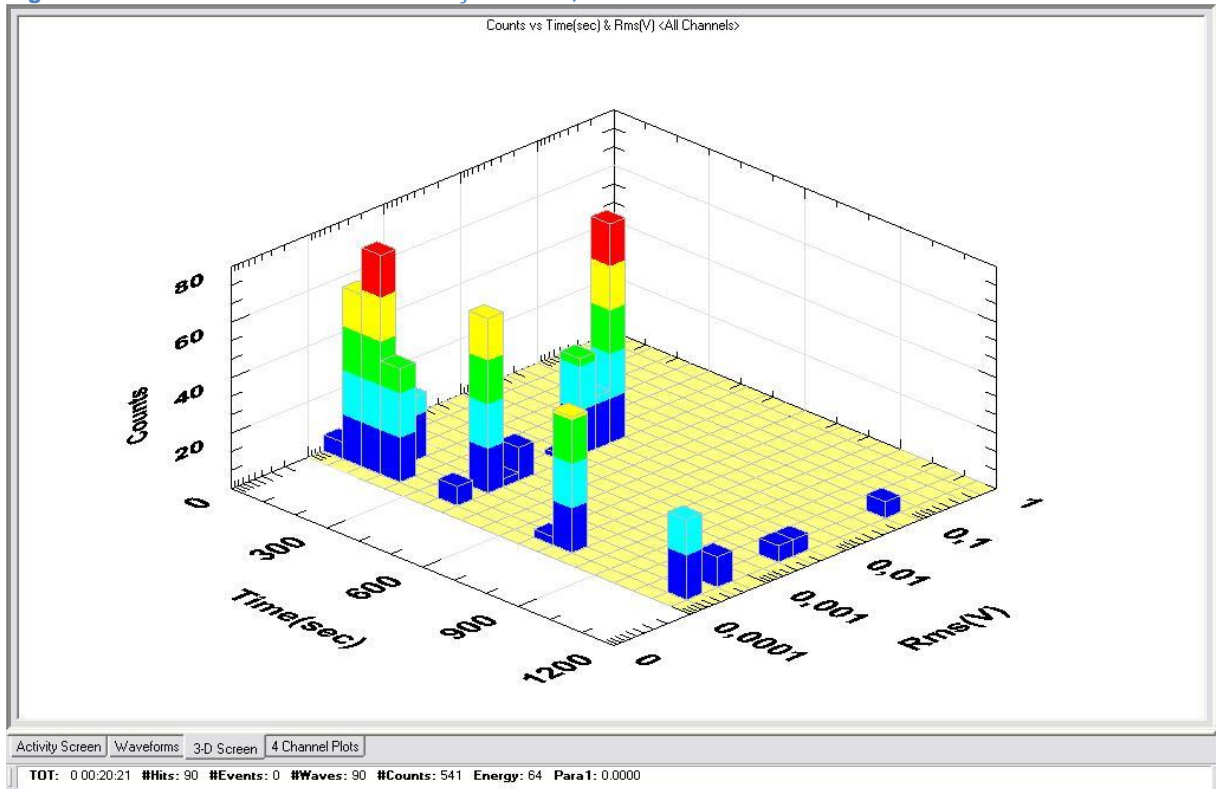 Counts vs Time(sec) & Rms(V) <All Channels>
80
60
40
20
0
Counts
0
300
600
900
1200
Time(sec)
0
0,0001
0,001
0,01
0,1
1
Rms(V)
Activity Screen Waveforms 3-D Screen 4 Channel Plots
TOT: 0 00:20:21 #Hits: 90 #Events: 0 #Waves: 90 #Counts: 541 Energy: 64 Para1: 0.0000